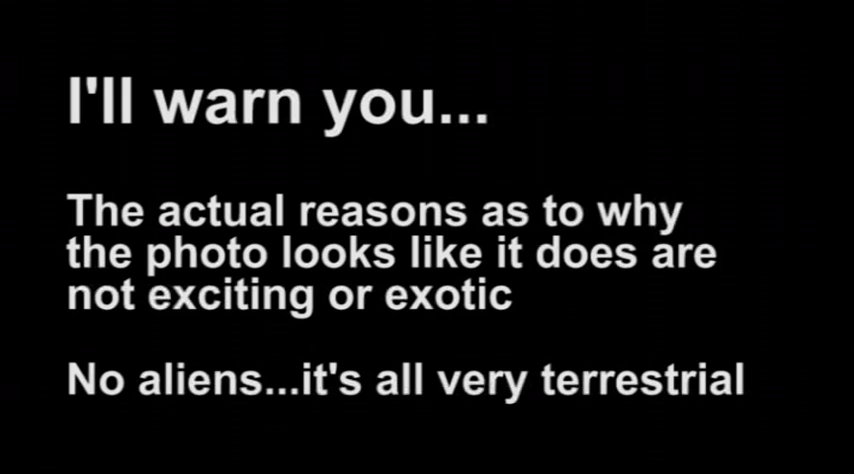 I'll warn you...
The actual reasons as to why
the photo looks like it does are
not exciting or exotic
No aliens...it's all very terrestrial